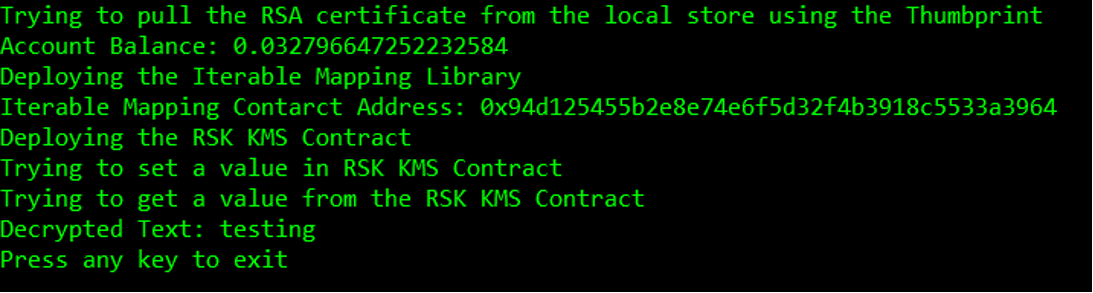 Trying to pull the RSA certificate from the local store using the Thumbprint
Account Balance: 0.032796647252232584
Deploying the Iterable Mapping Library
Iterable Mapping Contarct Address: 0x94d125455b2e8e74e6f5d32f4b3918c5533a3964
Deploying the RSK KMS Contract
Trying to set a value in RSK KMS Contract
Trying to get a value from the RSK KMS Contract
Decrypted Text: testing
Press any key to exit